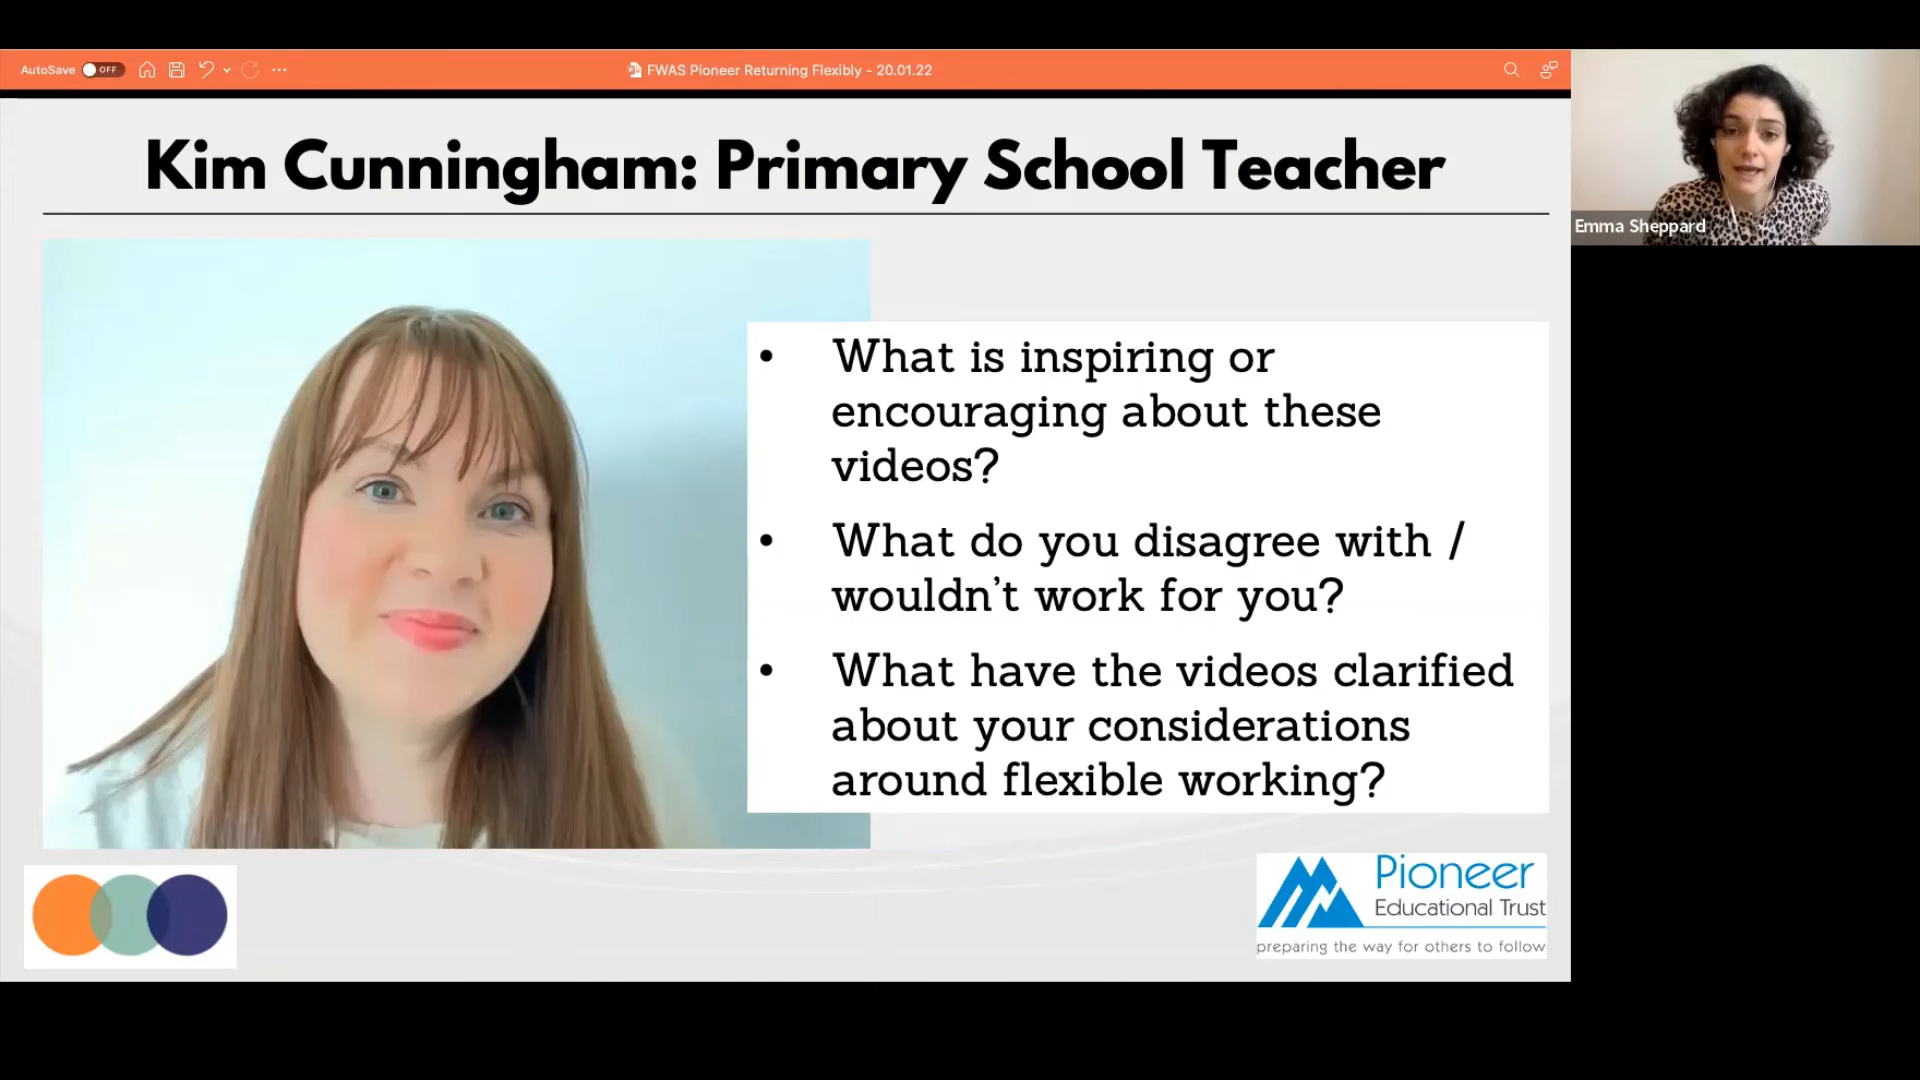 AutoSave OFF
FWAS Pioneer Returning Flexibly - 20.01.22
Kim Cunningham: Primary School Teacher
Emma Sheppard
• What is inspiring or
encouraging about these
videos?
• What do you disagree with /
wouldn't work for you?
• What have the videos clarified
about your considerations
around flexible working?
Pioneer
Educational Trust
preparing the way for others to follow